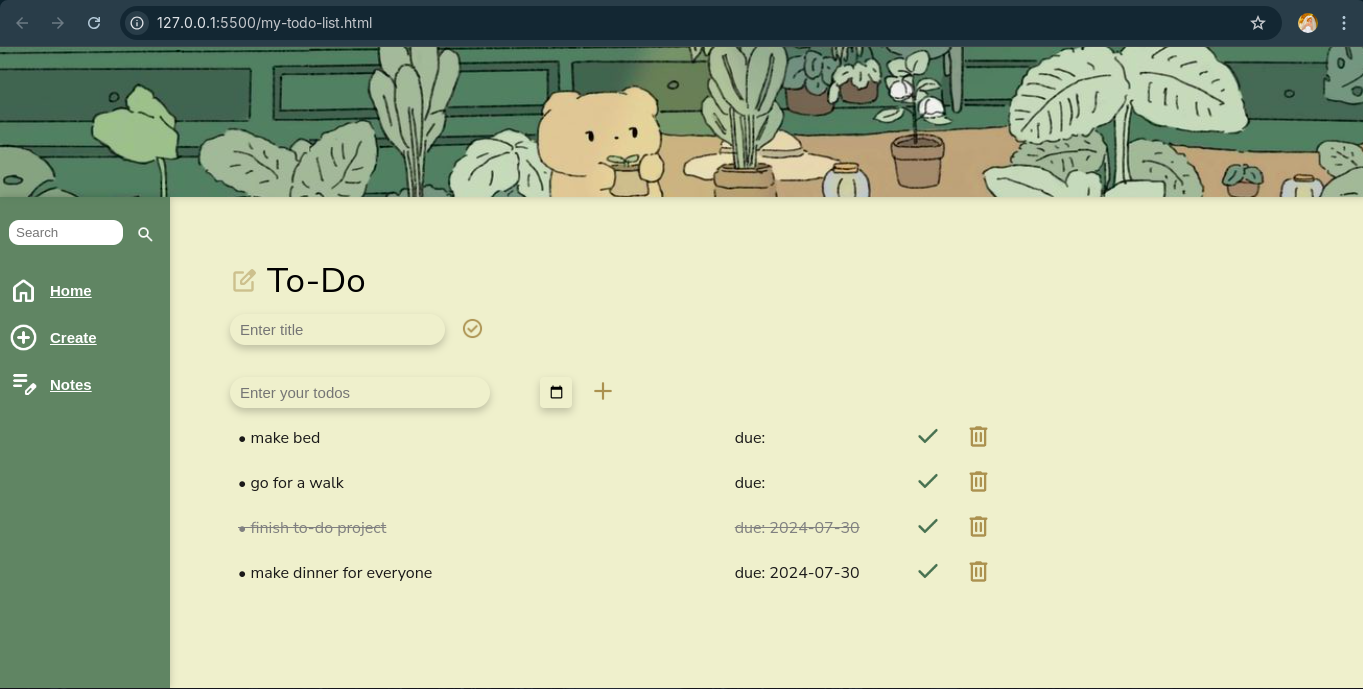 127.0.0.1:5500/my-todo-list.html
Search
Home
Create
Notes
To-Do
Enter title
Enter your todos
• make bed due:
• go for a walk due:
• finish to-do project due: 2024-07-30
• make dinner for everyone due: 2024-07-30